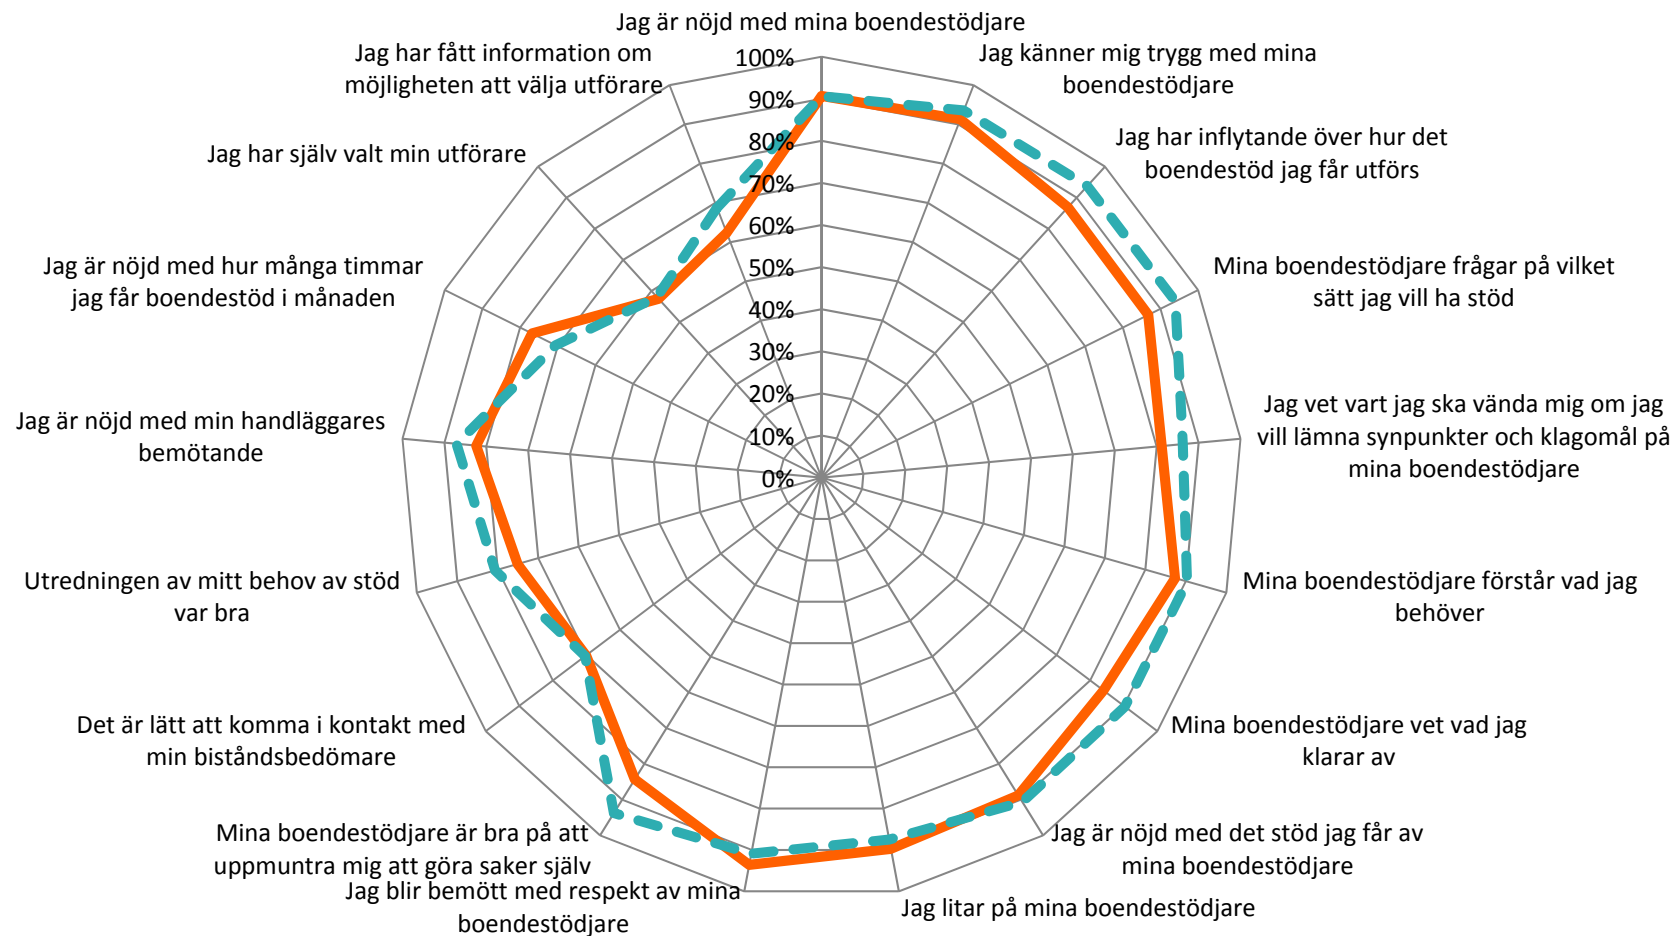 Jag är nöjd med mina boendestödjare
Jag känner mig trygg med mina
boendestödjare
Jag har inflytande över hur det
boendestöd jag får utförs
Mina boendestödjare frågar på vilket
sätt jag vill ha stöd
Jag vet vart jag ska vända mig om jag
vill lämna synpunkter och klagomål på
mina boendestödjare
Mina boendestödjare förstår vad jag
behöver
Mina boendestödjare vet vad jag
klarar av
Jag är nöjd med det stöd jag får av
mina boendestödjare
Jag litar på mina boendestödjare
Jag blir bemött med respekt av mina
boendestödjare
Mina boendestödjare är bra på att
uppmuntra mig att göra saker själv
Det är lätt att komma i kontakt med
min biståndsbedömare
Utredningen av mitt behov av stöd
var bra
Jag är nöjd med min handläggares
bemötande
Jag är nöjd med hur många timmar
jag får boendestöd i månaden
Jag har själv valt min utförare
Jag har fått information om
möjligheten att välja utförare
100%
90%
80%
70%
60%
50%
40%
30%
20%
10%
0%